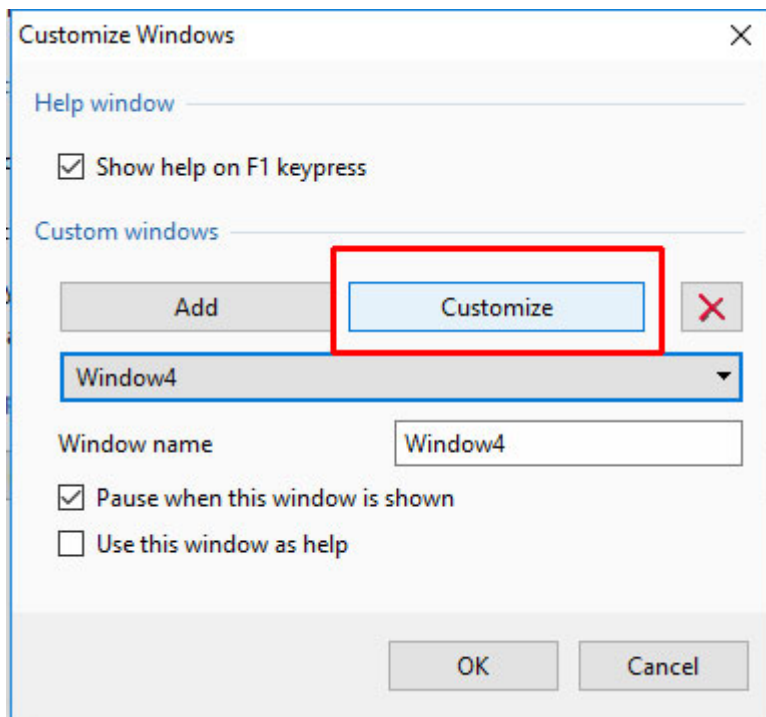 Customize Windows
Help window
Show help on F1 keypress
Custom windows
Add Customize
Window4
Window name Window4
Pause when this window is shown
Use this window as help
OK Cancel